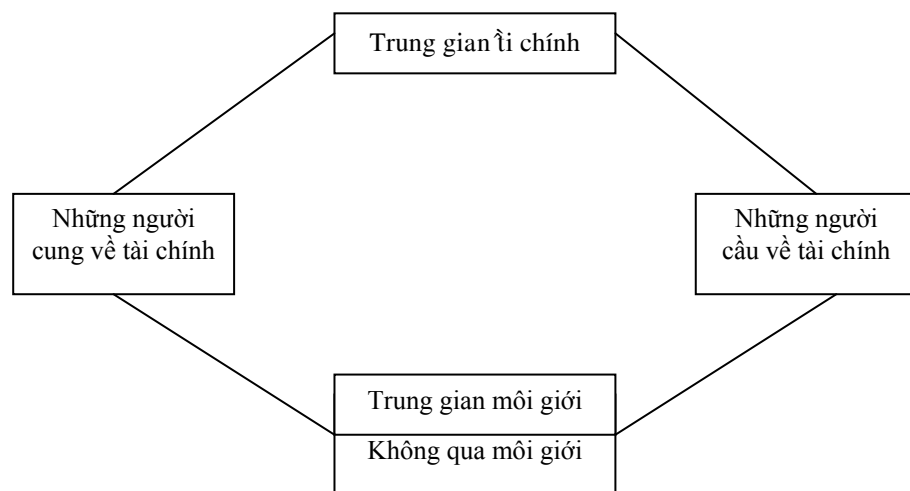 Trung gian ti chính
Những người
cung về tài chính
Những người
cầu về tài chính
Trung gian môi giới
Không qua môi giới